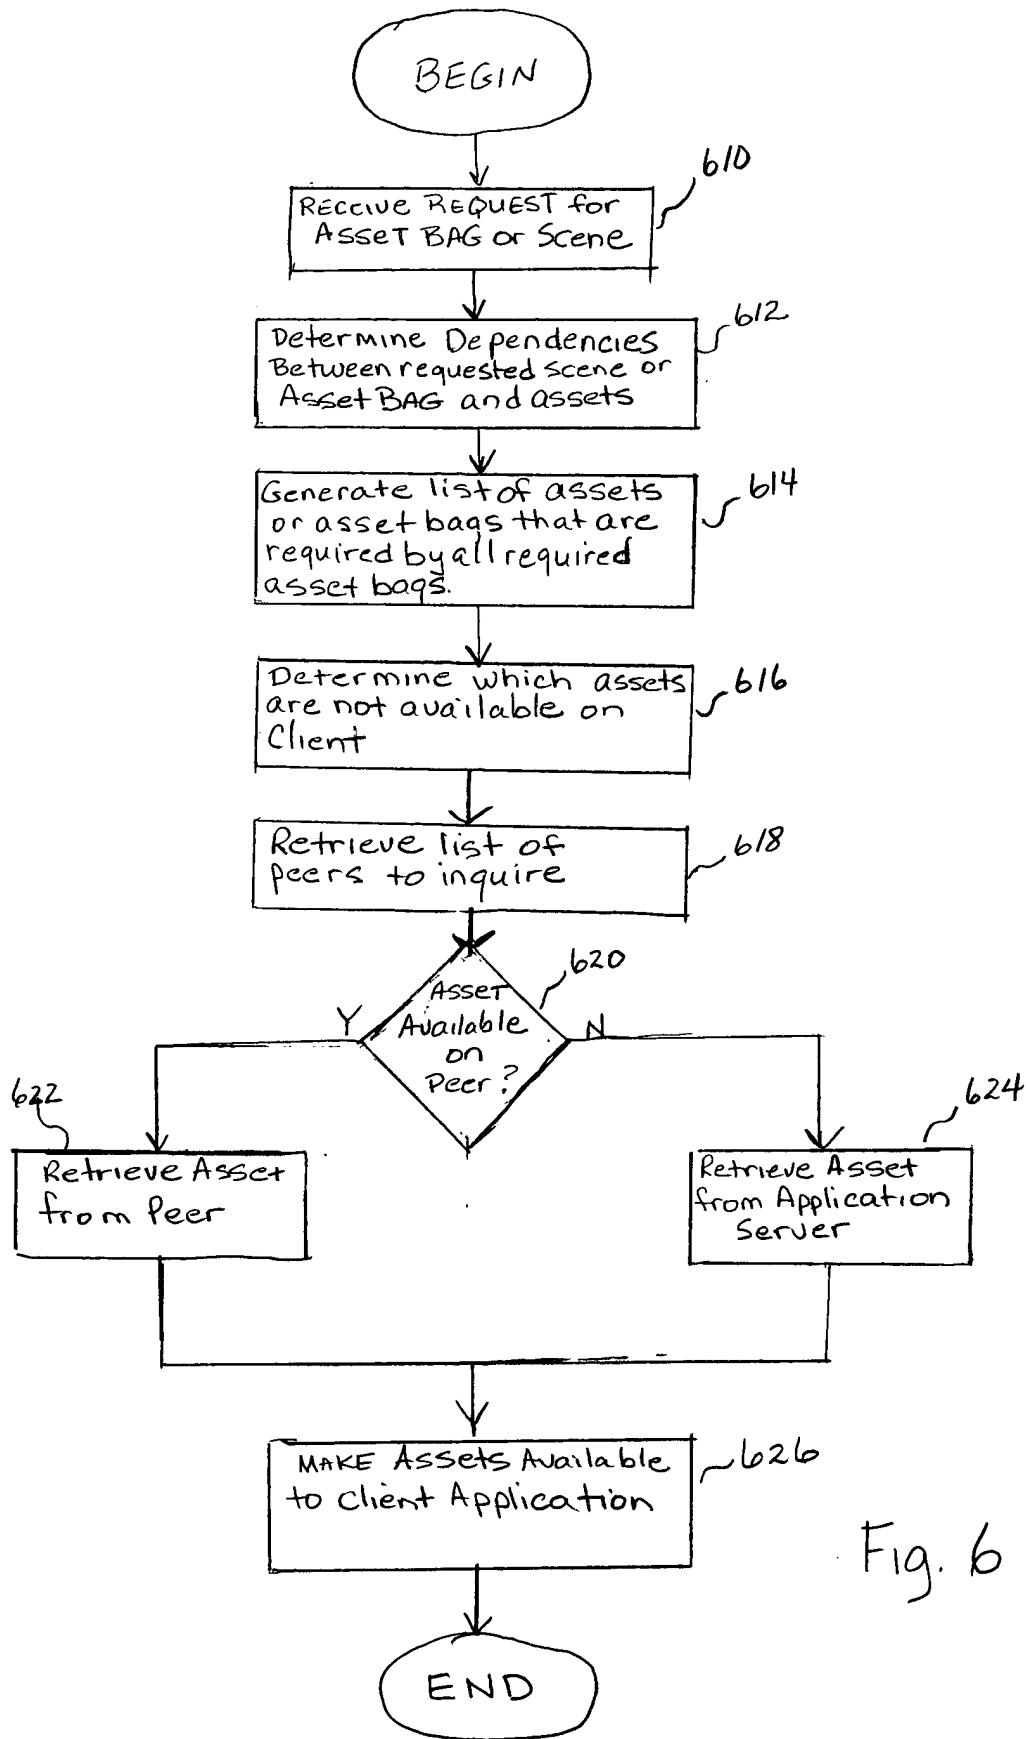 BEGIN
610
RECEIVE REQUEST for
Asset BAG or Scene
612
Determine Dependencies
Between requested scene or
Asset BAG and assets
614
Generate list of assets
or asset bags that are
required by all required
asset bags.
616
Determine which assets
are not available on
Client
618
Retrieve list of
peers to inquire
620
Asset
Available
on
Peer?
Y
N
622
Retrieve Asset
from Peer
624
Retrieve Asset
from Application
Server
626
MAKE Assets Available
to Client Application
Fig. 6
END